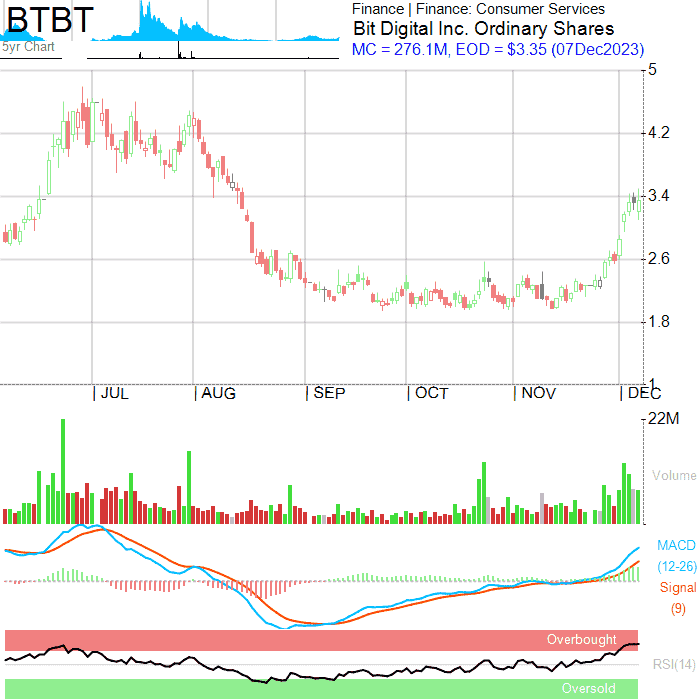 BTBT
5yr Chart
Finance | Finance: Consumer Services
Bit Digital Inc. Ordinary Shares
MC = 276.1M, EOD = $3.35 (07Dec2023)
5
4.2
3.4
2.6
1.8
1
| JUL | AUG | SEP | OCT | NOV | DEC
22M
Volume
MACD
(12-26)
Signal
(9)
Overbought
RSI(14)
Oversold